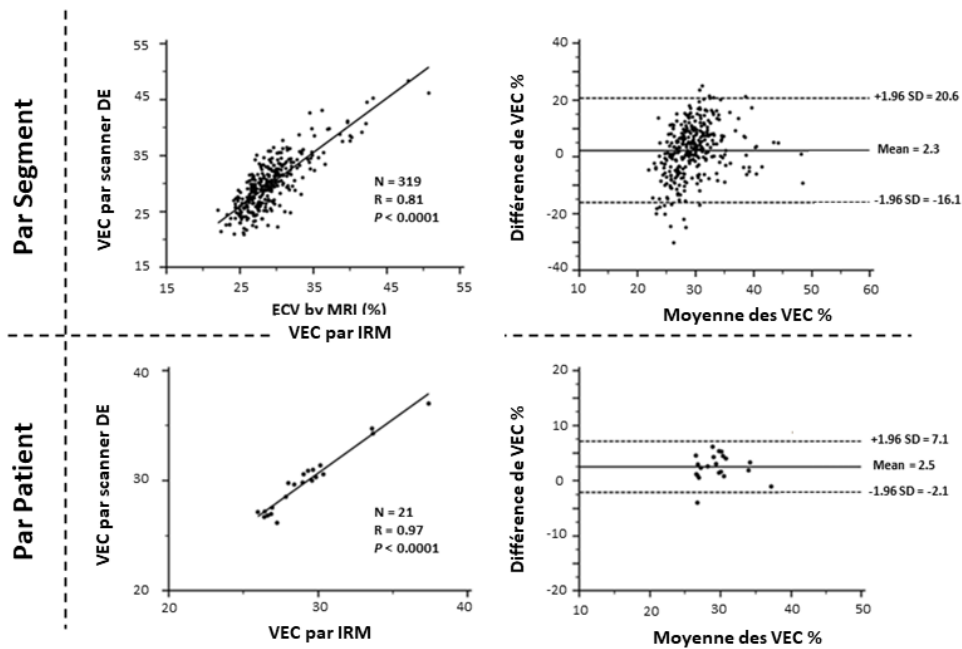 Par Segment
VEC par scanner DE
55
45
35
25
15
15 25 35 45 55
N = 319
R = 0.81
P < 0.0001
ECV by MRI (%)
VEC par IRM
Différence de VEC %
40
20
0
-20
-40
10 20 30 40 50 60
+1.96 SD = 20.6
Mean = 2.3
-1.96 SD = -16.1
Moyenne des VEC %
Par Patient
VEC par scanner DE
40
30
20
20 30 40
N = 21
R = 0.97
P < 0.0001
VEC par IRM
Différence de VEC %
20
10
5
0
-10
-20
10 20 30 40 50
+1.96 SD = 7.1
Mean = 2.5
-1.96 SD = -2.1
Moyenne des VEC %